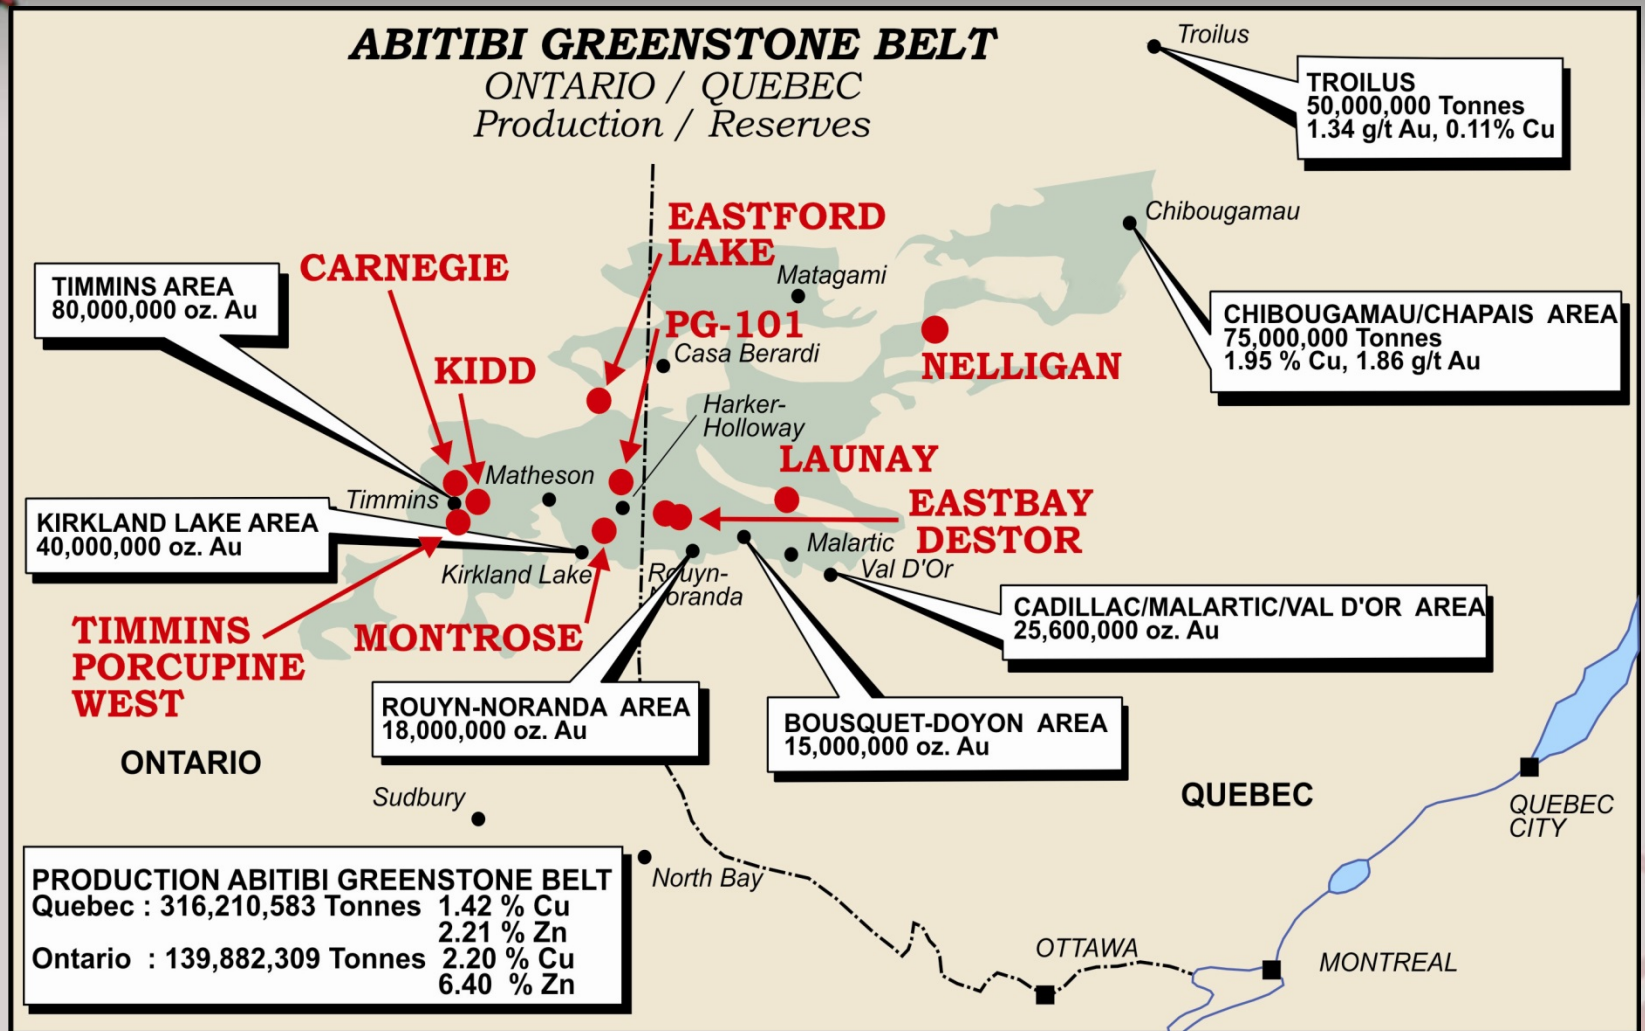 ABITIBI GREENSTONE BELT
ONTARIO / QUEBEC
Production / Reserves
Troilus
TROILUS
50,000,000 Tonnes
1.34 g/t Au, 0.11% Cu
Chibougamau
CHIBOUGAMAU/CHAPAIS AREA
75,000,000 Tonnes
1.95 % Cu, 1.86 g/t Au
EASTFORD
LAKE
CARNEGIE
Matagami
TIMMINS AREA
80,000,000 oz. Au
PG-101
Casa Berardi
KIDD
NELLIGAN
Harker-
Holloway
LAUNAY
Matheson
Timmins
EASTBAY
DESTOR
KIRKLAND LAKE AREA
40,000,000 oz. Au
Malartic
Val D'Or
Kirkland Lake
Rouyn-
Noranda
CADILLAC/MALARTIC/VAL D'OR AREA
25,600,000 oz. Au
TIMMINS
PORCUPINE
WEST
MONTROSE
ROUYN-NORANDA AREA
18,000,000 oz. Au
BOUSQUET-DOYON AREA
15,000,000 oz. Au
ONTARIO
QUEBEC
Sudbury
QUEBEC
CITY
North Bay
PRODUCTION ABITIBI GREENSTONE BELT
Quebec : 316,210,583 Tonnes 1.42 % Cu
2.21 % Zn
Ontario : 139,882,309 Tonnes 2.20 % Cu
6.40 % Zn
OTTAWA
MONTREAL